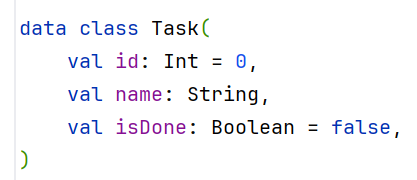 data class Task(
    val id: Int = 0,
    val name: String,
    val isDone: Boolean = false,
)